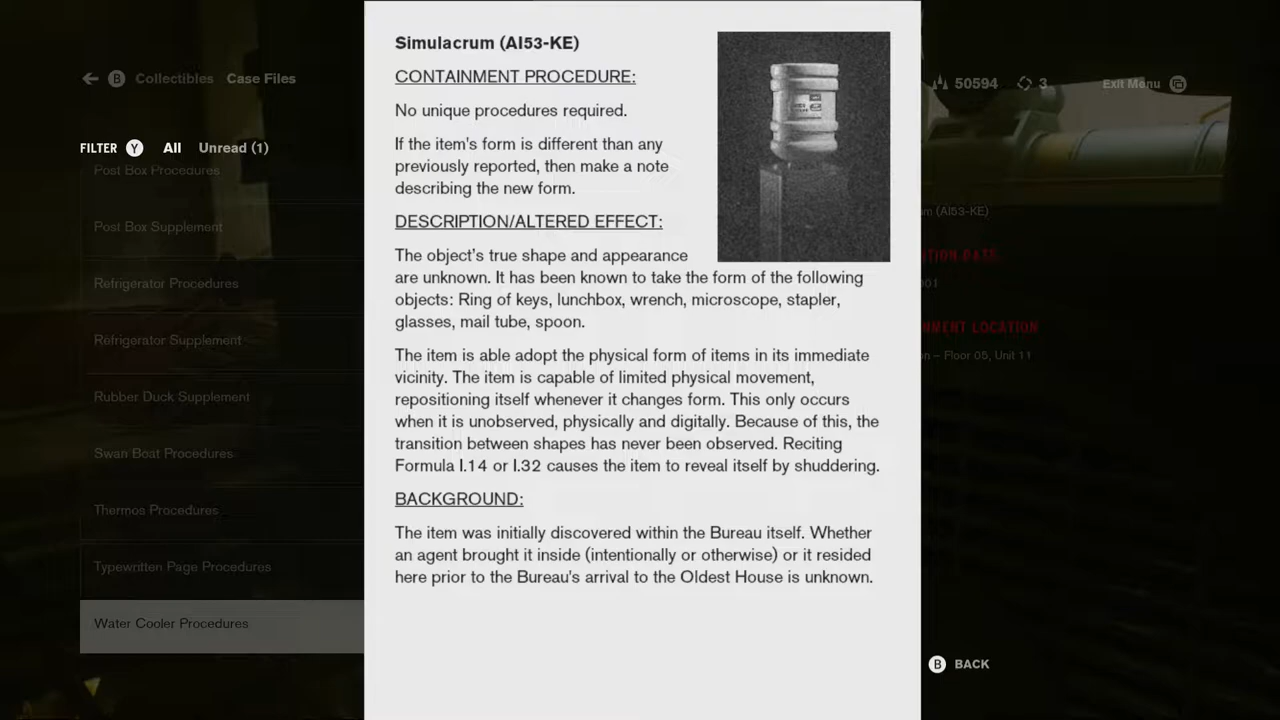 Collectibles Case Files
50594 3 Exit Menu
FILTER Y All Unread (1)
Post Box Procedures
Post Box Supplement
Refrigerator Procedures
Refrigerator Supplement
Rubber Duck Supplement
Swan Boat Procedures
Thermos Procedures
Typewritten Page Procedures
Water Cooler Procedures
Simulacrum (AI53-KE)
CONTAINMENT PROCEDURE:
No unique procedures required.
If the item's form is different than any
previously reported, then make a note
describing the new form.
DESCRIPTION/ALTERED EFFECT:
The object's true shape and appearance
are unknown. It has been known to take the form of the following
objects: Ring of keys, lunchbox, wrench, microscope, stapler,
glasses, mail tube, spoon.
The item is able adopt the physical form of items in its immediate
vicinity. The item is capable of limited physical movement,
repositioning itself whenever it changes form. This only occurs
when it is unobserved, physically and digitally. Because of this, the
transition between shapes has never been observed. Reciting
Formula I.14 or I.32 causes the item to reveal itself by shuddering.
BACKGROUND:
The item was initially discovered within the Bureau itself. Whether
an agent brought it inside (intentionally or otherwise) or it resided
here prior to the Bureau's arrival to the Oldest House is unknown.
(AI53-KE)
DATE
LOCATION
– Floor 05, Unit 11
B BACK